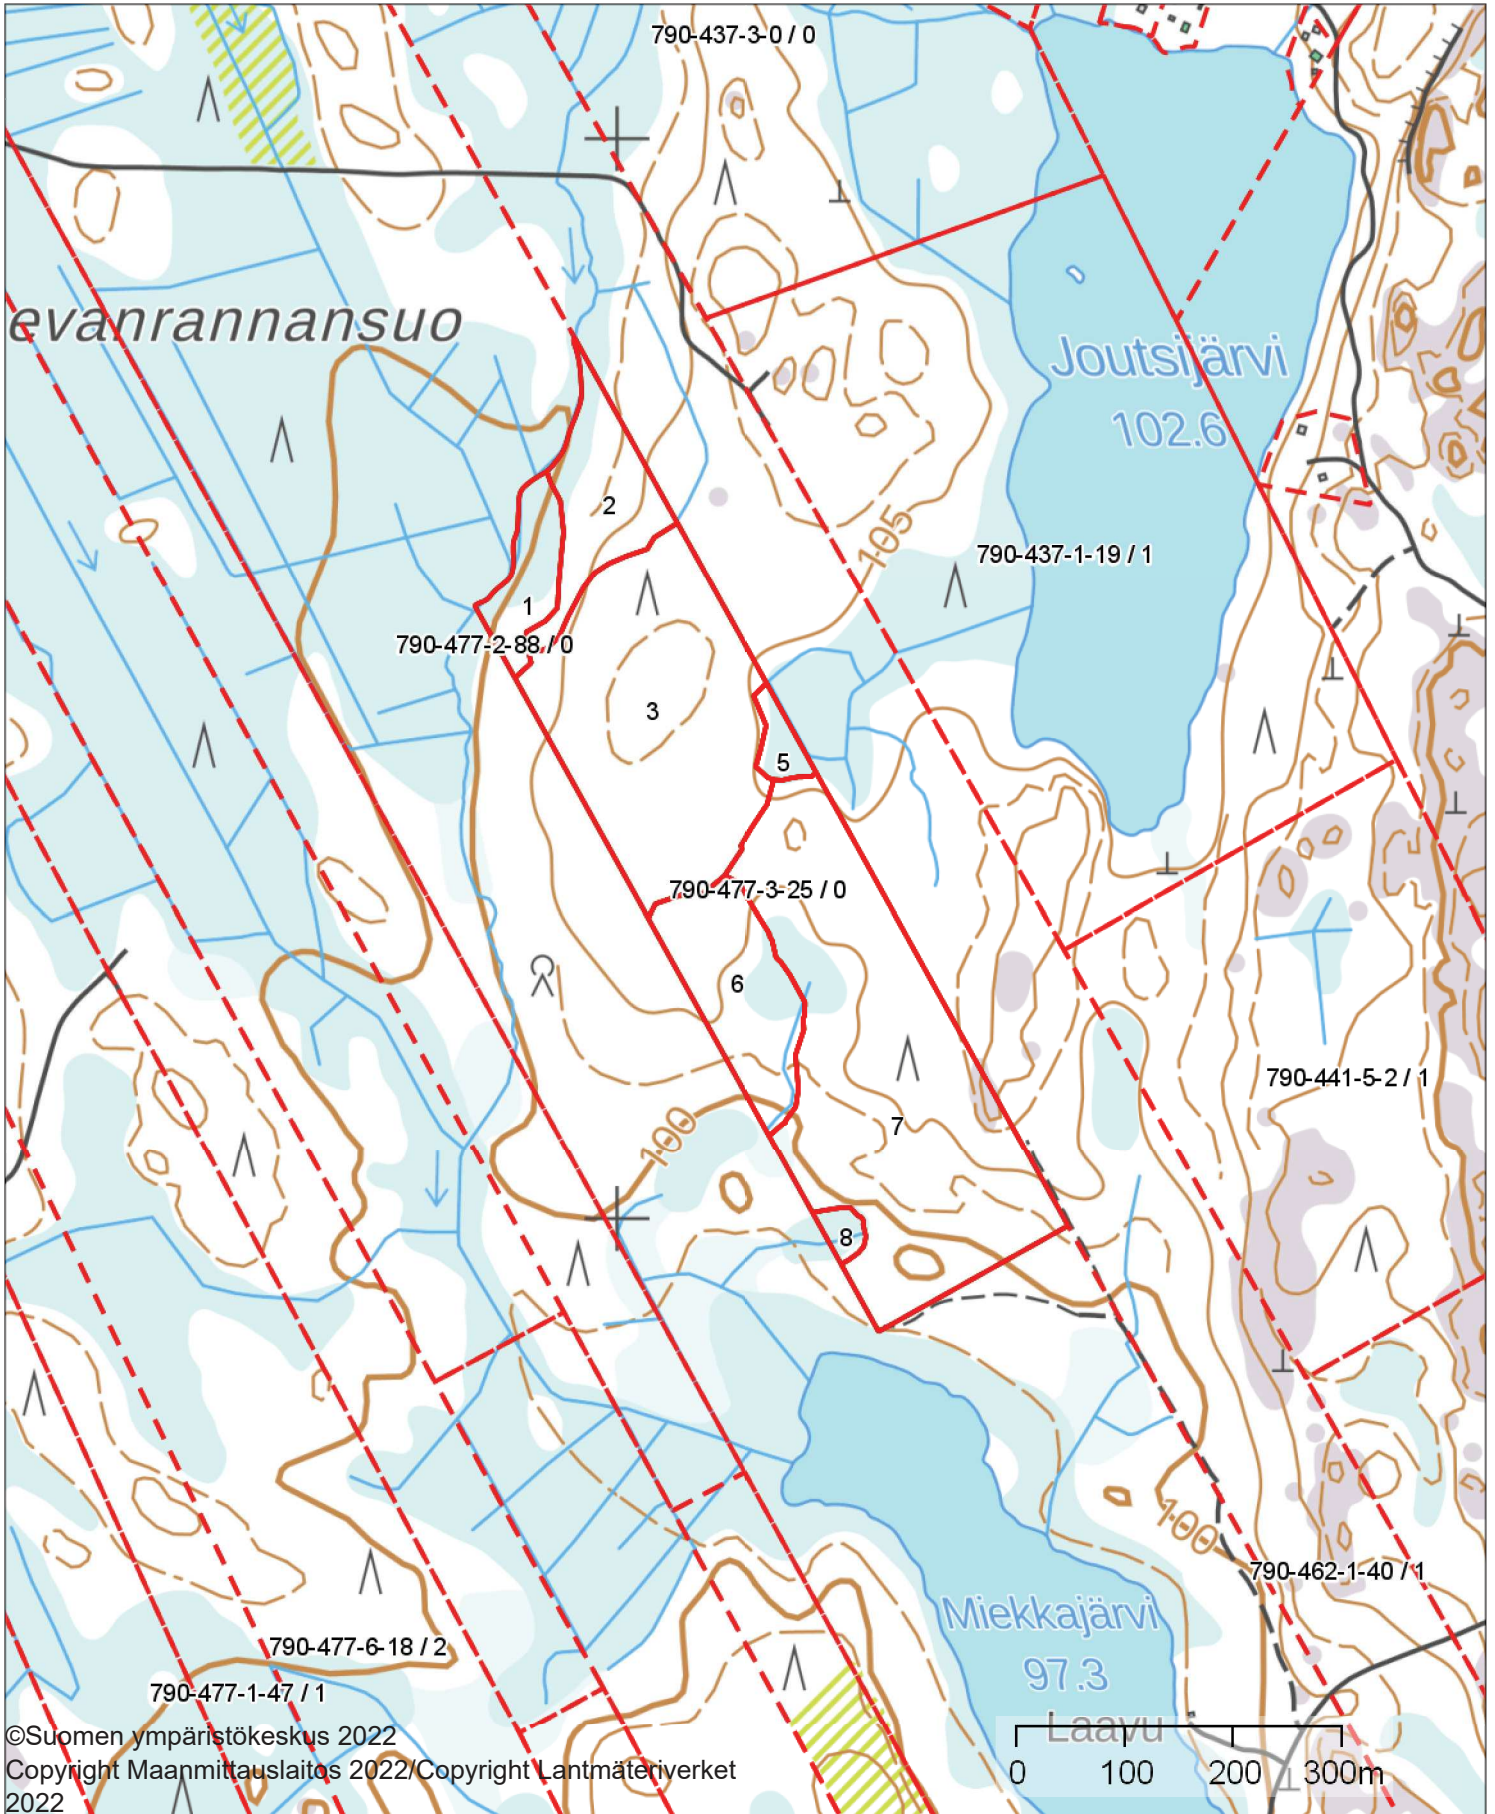 790-437-3-0 / 0
evanrannansuo
Joutsijärvi
102.6
2
105
790-437-1-19 / 1
1
790-477-2-88 / 0
3
5
790-477-3-25 / 0
6
790-441-5-2 / 1
100
7
8
100
790-462-1-40 / 1
Miekkajärvi
790-477-6-18 / 2
97.3
790-477-1-47 / 1
Laavu
©Suomen ympäristökeskus 2022
Copyright Maanmittauslaitos 2022/Copyright Lantmäteriverket
2022
0 100 200 300m